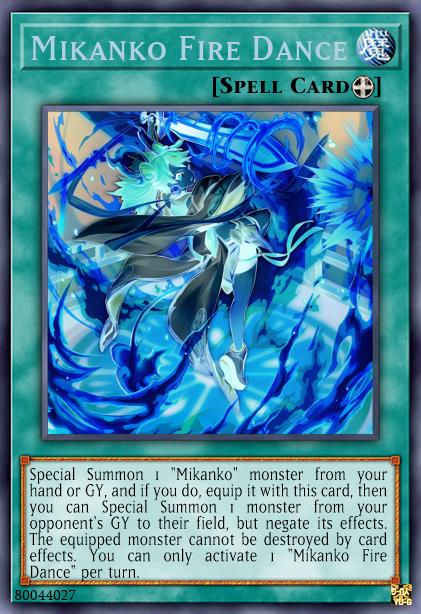 Mikanko Fire Dance
魔
[Spell Card]
Special Summon 1 "Mikanko" monster from your
hand or GY, and if you do, equip it with this card, then
you can Special Summon 1 monster from your
opponent's GY to their field, but negate its effects.
The equipped monster cannot be destroyed by card
effects. You can only activate 1 "Mikanko Fire
Dance" per turn.
80044027